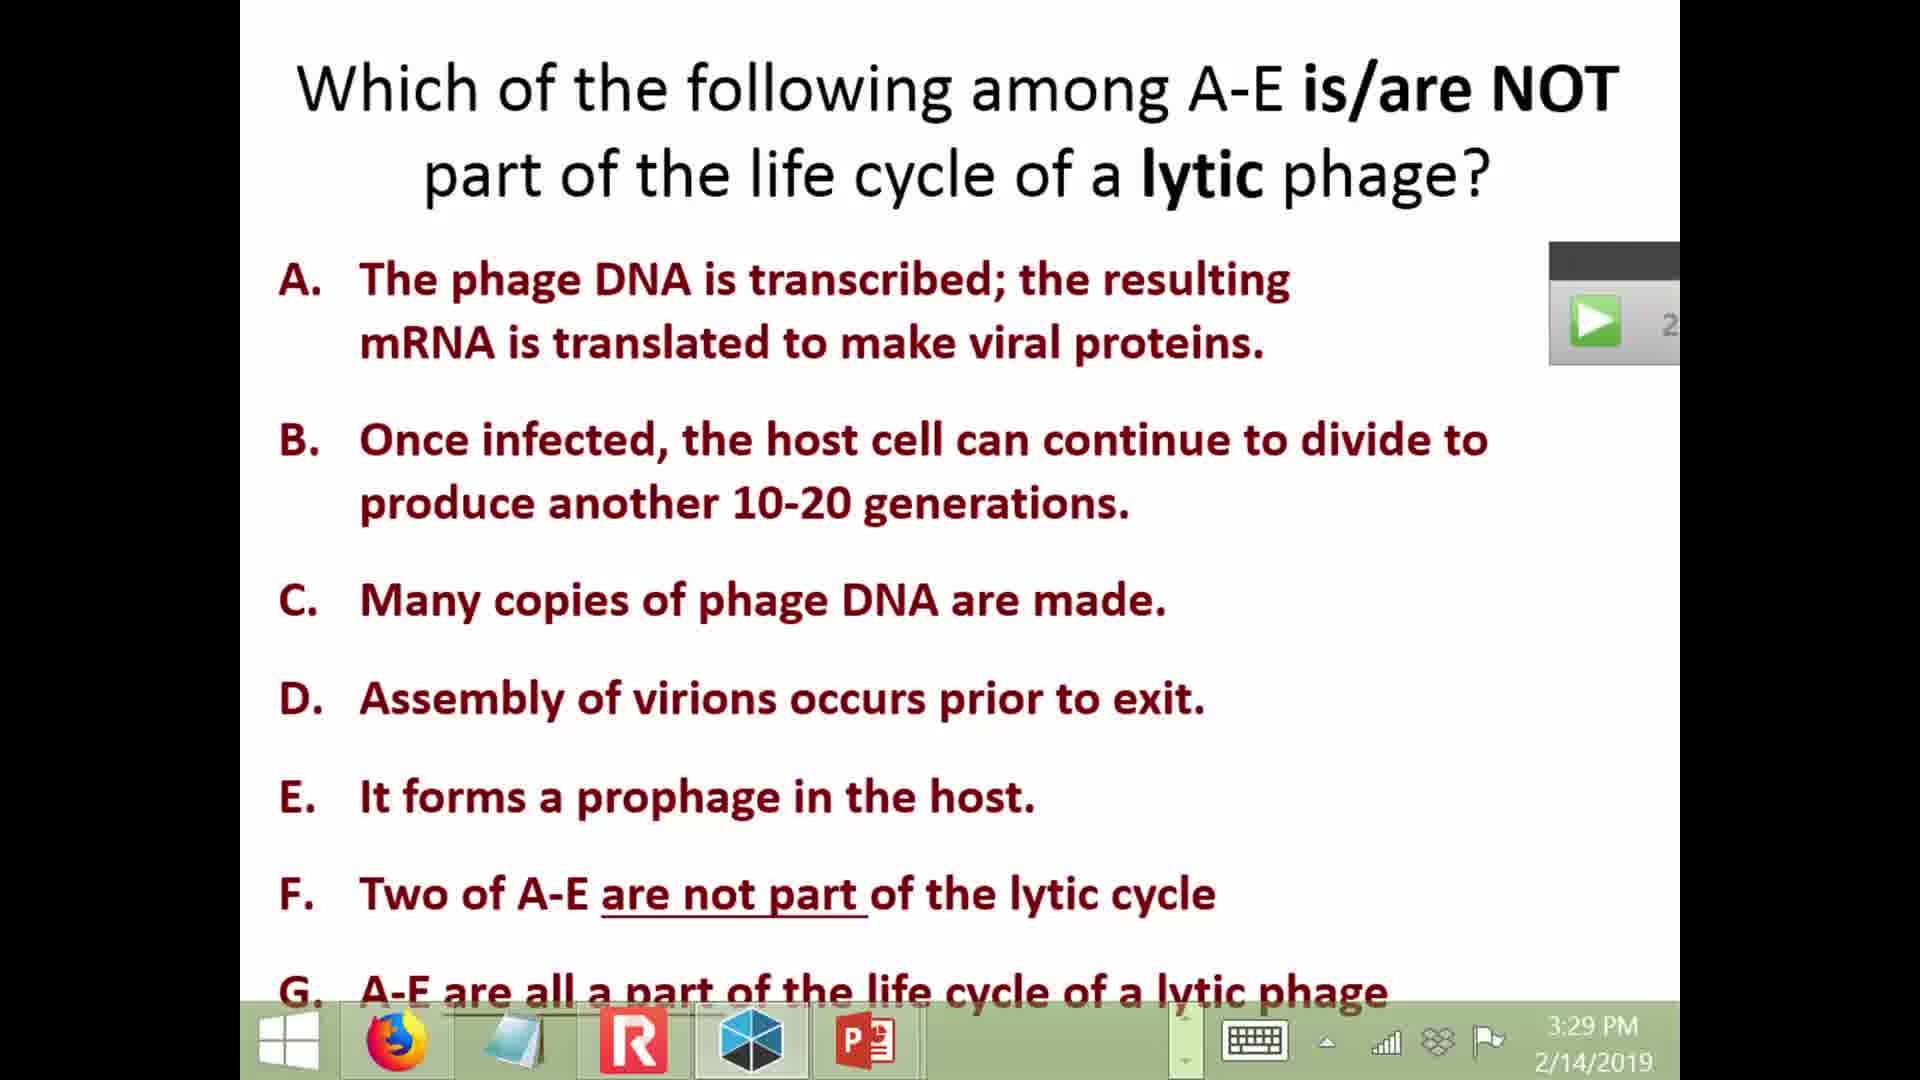 Which of the following among A-E is/are NOT
part of the life cycle of a lytic phage?
A. The phage DNA is transcribed; the resulting
mRNA is translated to make viral proteins.
B. Once infected, the host cell can continue to divide to
produce another 10-20 generations.
C. Many copies of phage DNA are made.
D. Assembly of virions occurs prior to exit.
E. It forms a prophage in the host.
F. Two of A-E are not part of the lytic cycle
G. A-E are all a part of the life cycle of a lytic phage
2
R
P
3:29 PM
2/14/2019